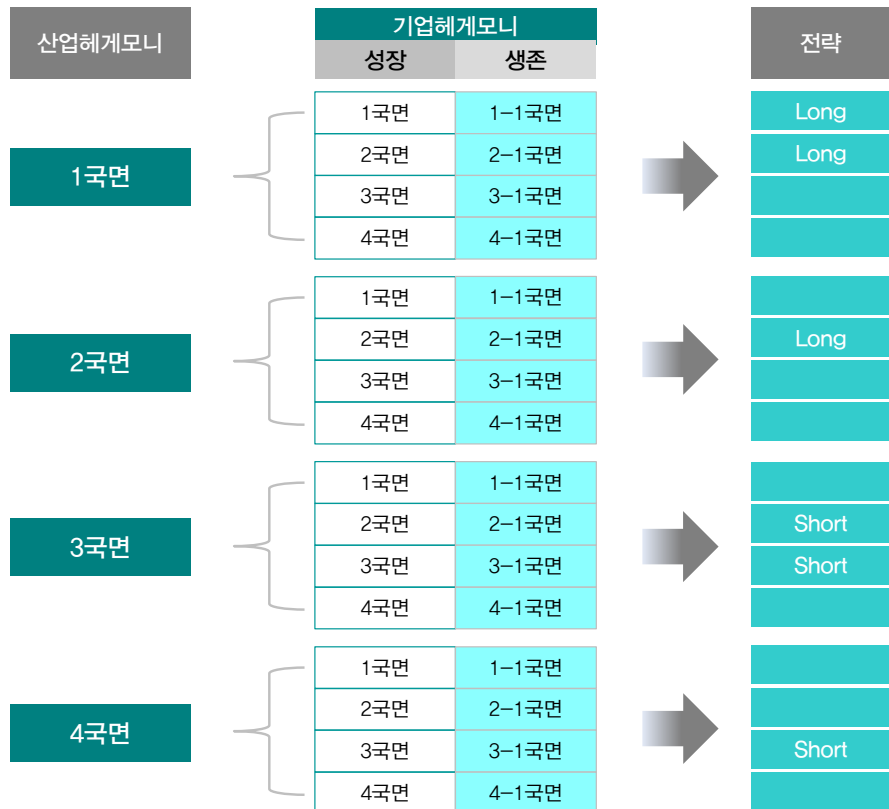 산업헤게모니
기업헤게모니
성장 생존
전략
1국면
1국면 1–1국면 Long
2국면 2–1국면 Long
3국면 3–1국면
4국면 4–1국면
2국면
1국면 1–1국면
2국면 2–1국면 Long
3국면 3–1국면
4국면 4–1국면
3국면
1국면 1–1국면
2국면 2–1국면 Short
3국면 3–1국면 Short
4국면 4–1국면
4국면
1국면 1–1국면
2국면 2–1국면
3국면 3–1국면 Short
4국면 4–1국면